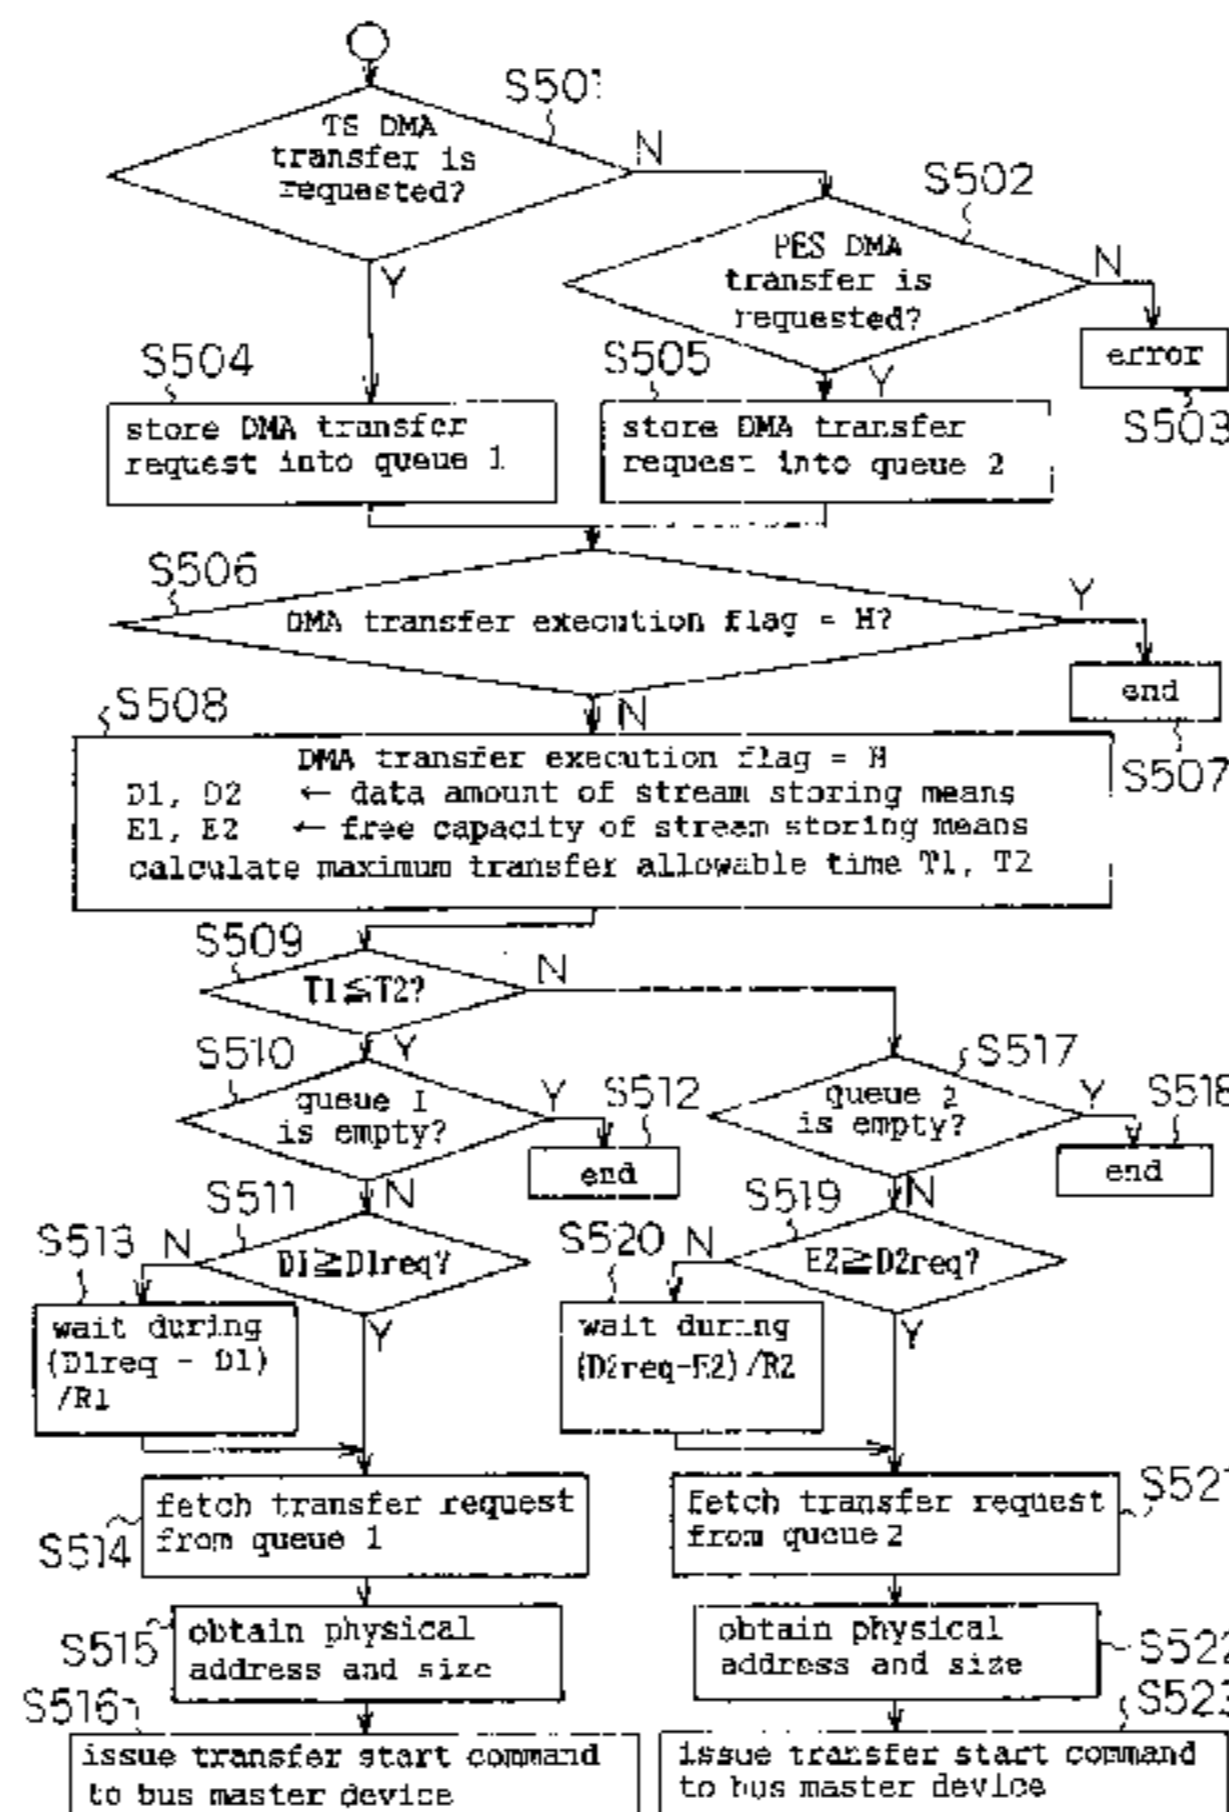 S501
TS DMA
transfer is
requested?
N
Y
S502
PES DMA
transfer is
requested?
N
Y
error
S503
S504
store DMA transfer
request into queue 1
S505
store DMA transfer
request into queue 2
S506
DMA transfer execution flag = H?
Y
N
end
S507
S508
DMA transfer execution flag = H
D1, D2 ← data amount of stream storing means
E1, E2 ← free capacity of stream storing means
calculate maximum transfer allowable time T1, T2
S509
T1≦T2?
N
Y
S510
queue 1
is empty?
Y
N
S512
end
S517
queue 2
is empty?
Y
N
S518
end
S511
D1≧D1req?
N
Y
S513
wait during
(D1req - D1)
/R1
S519
E2≧D2req?
N
Y
S520
wait during
(D2req-E2)/R2
fetch transfer request
from queue 1
S514
fetch transfer request
from queue 2
S521
S515
obtain physical
address and size
obtain physical
address and size
S522
S516
issue transfer start command
to bus master device
S523
issue transfer start command
to bus master device